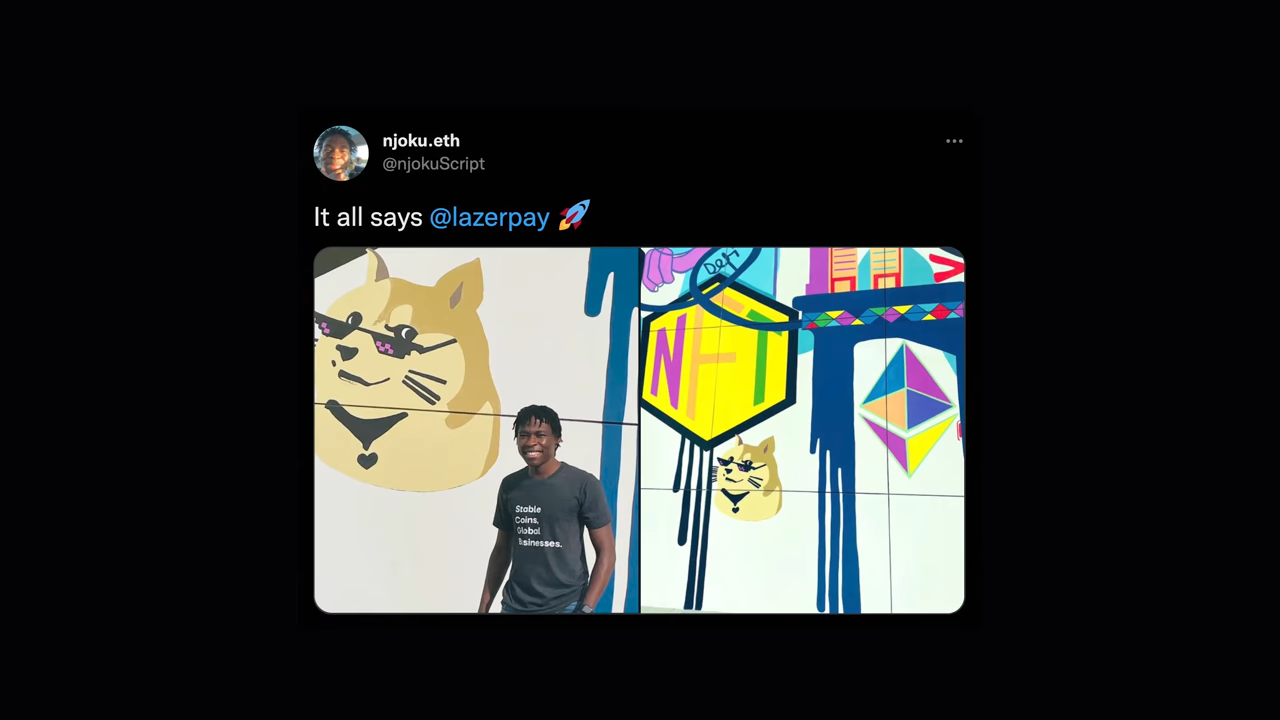 njoku.eth
@njokuScript
It all says @lazerpay 🚀
Stable
Coins,
Global
Businesses.
Defi
NFT